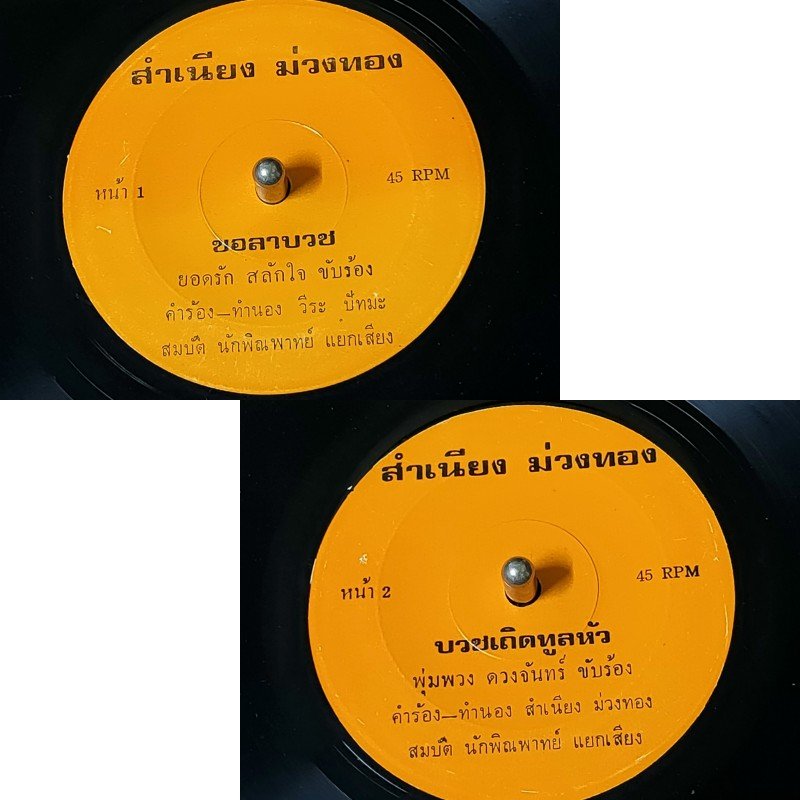 สำเนียง ม่วงทอง
หน้า 1
45 RPM
ขอลาบวช
ยอดรัก สลักใจ ขับร้อง
คำร้อง—ทำนอง วีระ ปัทมะ
สมบัติ นักพิณพาทย์ แยกเสียง
สำเนียง ม่วงทอง
หน้า 2
45 RPM
บวชเถิดทูลหัว
พุ่มพวง ดวงจันทร์ ขับร้อง
คำร้อง—ทำนอง สำเนียง ม่วงทอง
สมบัติ นักพิณพาทย์ แยกเสียง